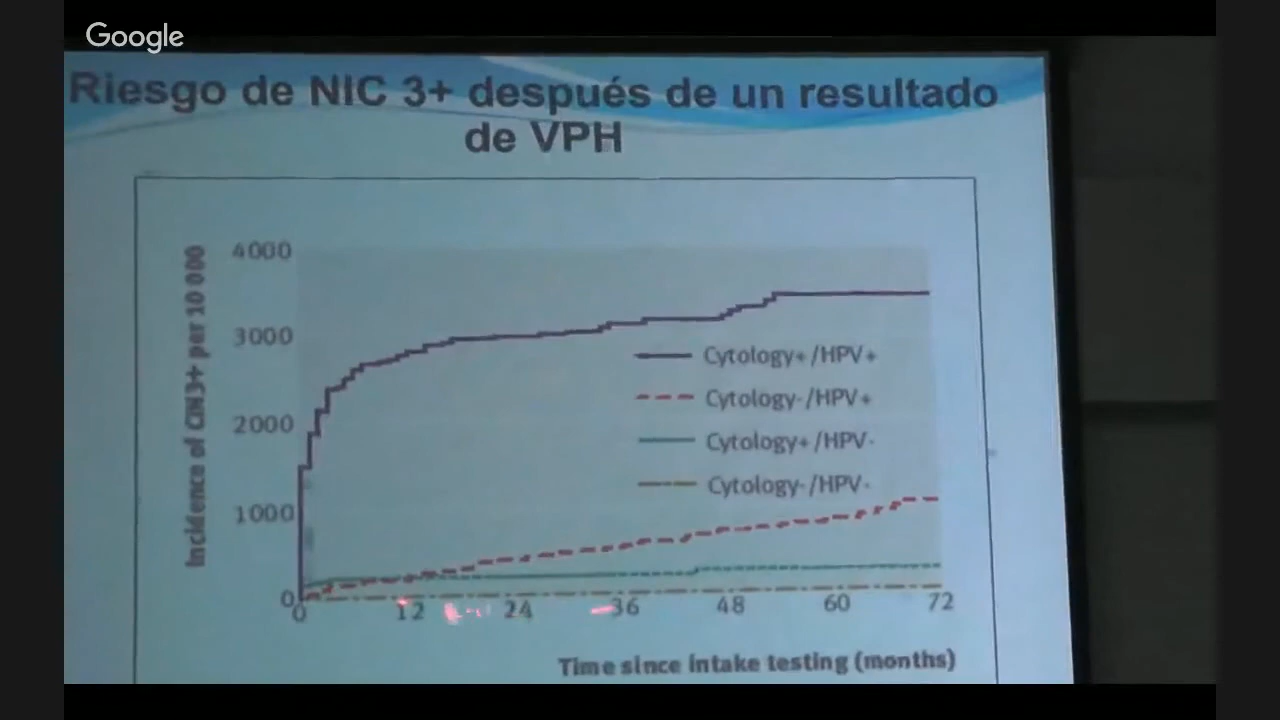 Google
Riesgo de NIC 3+ después de un resultado
de VPH
Incidence of CIN3+ per 10 000
4000
3000
2000
1000
0
Cytology+/HPV+
Cytology-/HPV+
Cytology+/HPV-
Cytology-/HPV-
0 12 24 36 48 60 72
Time since intake testing (months)